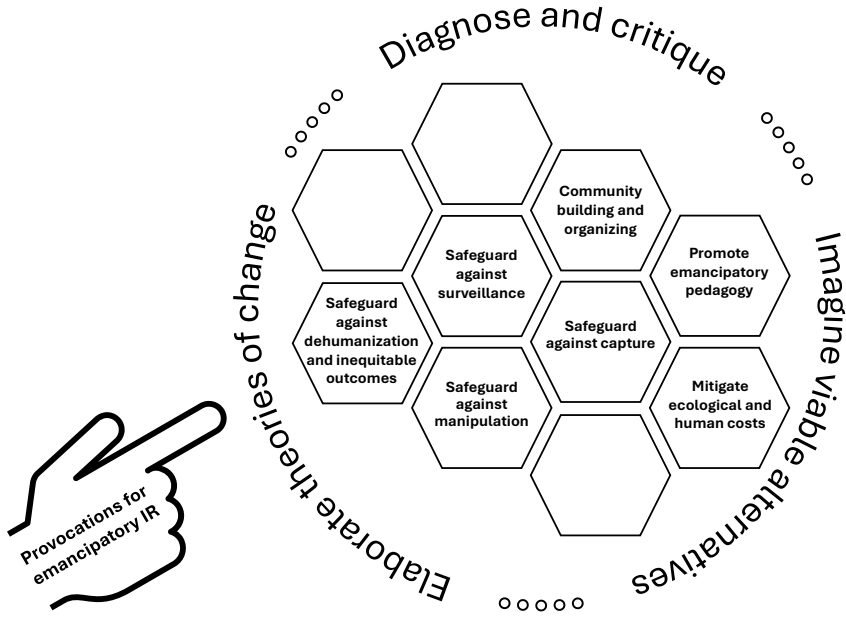 Diagnose and critique
Community
building and
organizing
Promote
emancipatory
pedagogy
Safeguard
against
surveillance
Safeguard
against
dehumanization
and inequitable
outcomes
Safeguard
against capture
Safeguard
against
manipulation
Mitigate
ecological and
human costs
Imagine viable alternatives
Elaborate theories of change
Provocations for
emancipatory IR